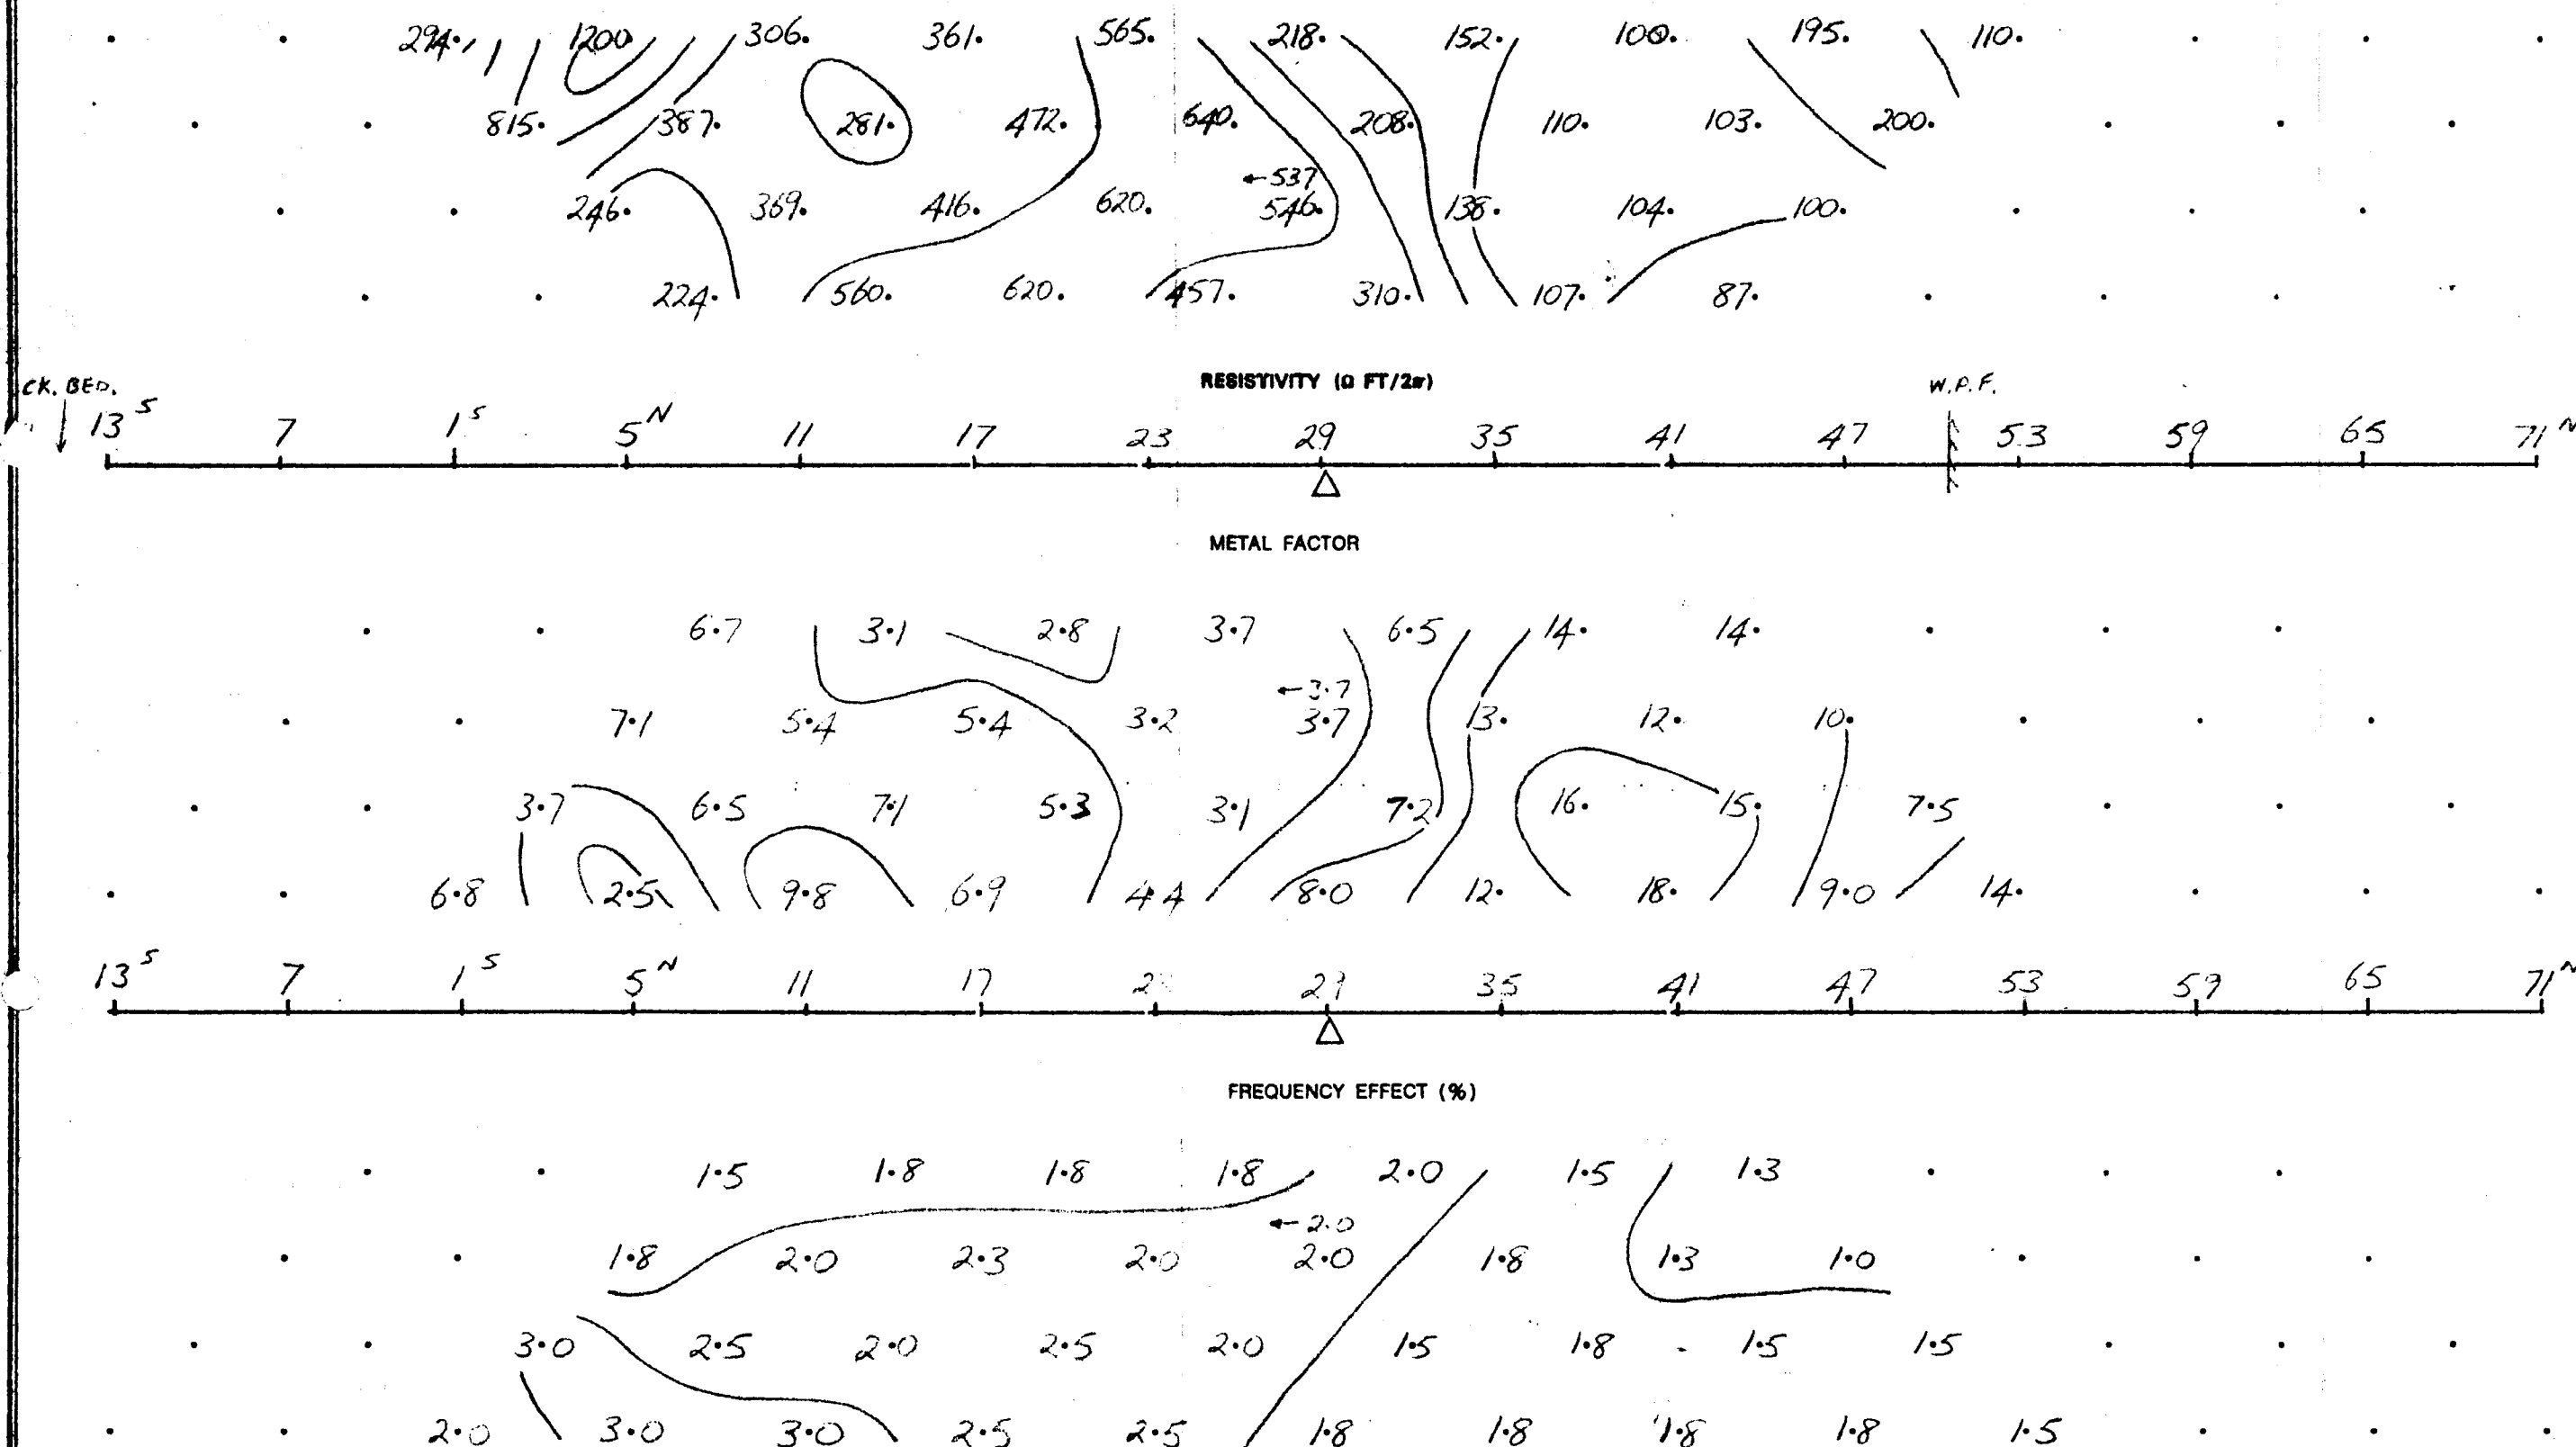 294. 1200 306. 361. 565. 218. 152. 100. 195. 110.
815. 387. 281. 472. 640. 208. 110. 103. 200.
←537
246. 369. 416. 620. 546. 138. 104. 100.
224. 560. 620. 457. 310. 107. 87.
RESISTIVITY (Ω FT/2π)
CK. BED. W.P.F.
13S 7 1S 5N 11 17 23 29 35 41 47 53 59 65 71N
METAL FACTOR
6.7 3.1 2.8 3.7 6.5 14. 14.
←3.7
7.1 5.4 5.4 3.2 3.7 13. 12. 10.
3.7 6.5 7.1 5.3 3.1 7.2 16. 15. 7.5
6.8 2.5 9.8 6.9 4.4 8.0 12. 18. 9.0 14.
13S 7 1S 5N 11 17 29 35 41 47 53 59 65 71N
FREQUENCY EFFECT (%)
1.5 1.8 1.8 1.8 2.0 1.5 1.3
←2.0
1.8 2.0 2.3 2.0 2.0 1.8 1.3 1.0
3.0 2.5 2.0 2.5 2.0 1.5 1.8 1.5 1.5
2.0 3.0 3.0 2.5 2.5 1.8 1.8 1.8 1.8 1.5